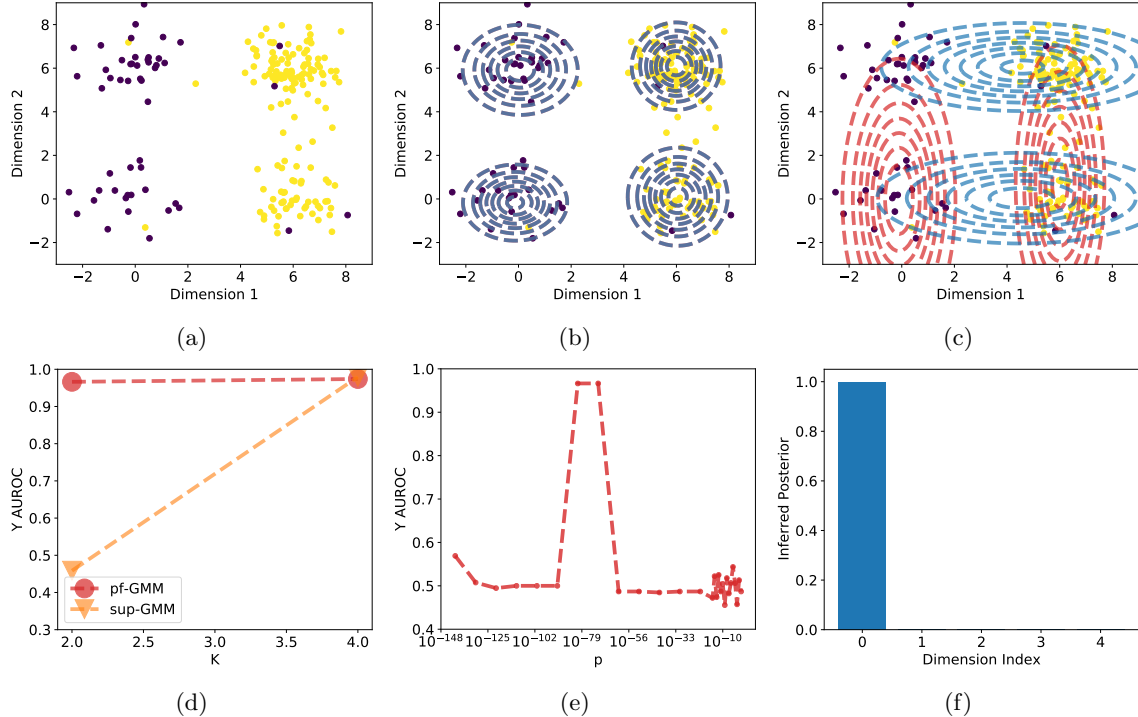 8
6
4
2
0
−2
Dimension 2
−2 0 2 4 6 8
Dimension 1
(a)
8
6
4
2
0
−2
Dimension 2
−2 0 2 4 6 8
Dimension 1
(b)
8
6
4
2
0
−2
Dimension 2
−2 0 2 4 6 8
Dimension 1
(c)
1.0
0.9
0.8
0.7
0.6
0.5
0.4
0.3
Y AUROC
pf-GMM
sup-GMM
2.0 2.5 3.0 3.5 4.0
K
(d)
1.0
0.9
0.8
0.7
0.6
0.5
0.4
Y AUROC
10⁻¹⁴⁸ 10⁻¹²⁵ 10⁻¹⁰² 10⁻⁷⁹ 10⁻⁵⁶ 10⁻³³ 10⁻¹⁰
p
(e)
1.0
0.8
0.6
0.4
0.2
0.0
Inferred Posterior
0 1 2 3 4
Dimension Index
(f)